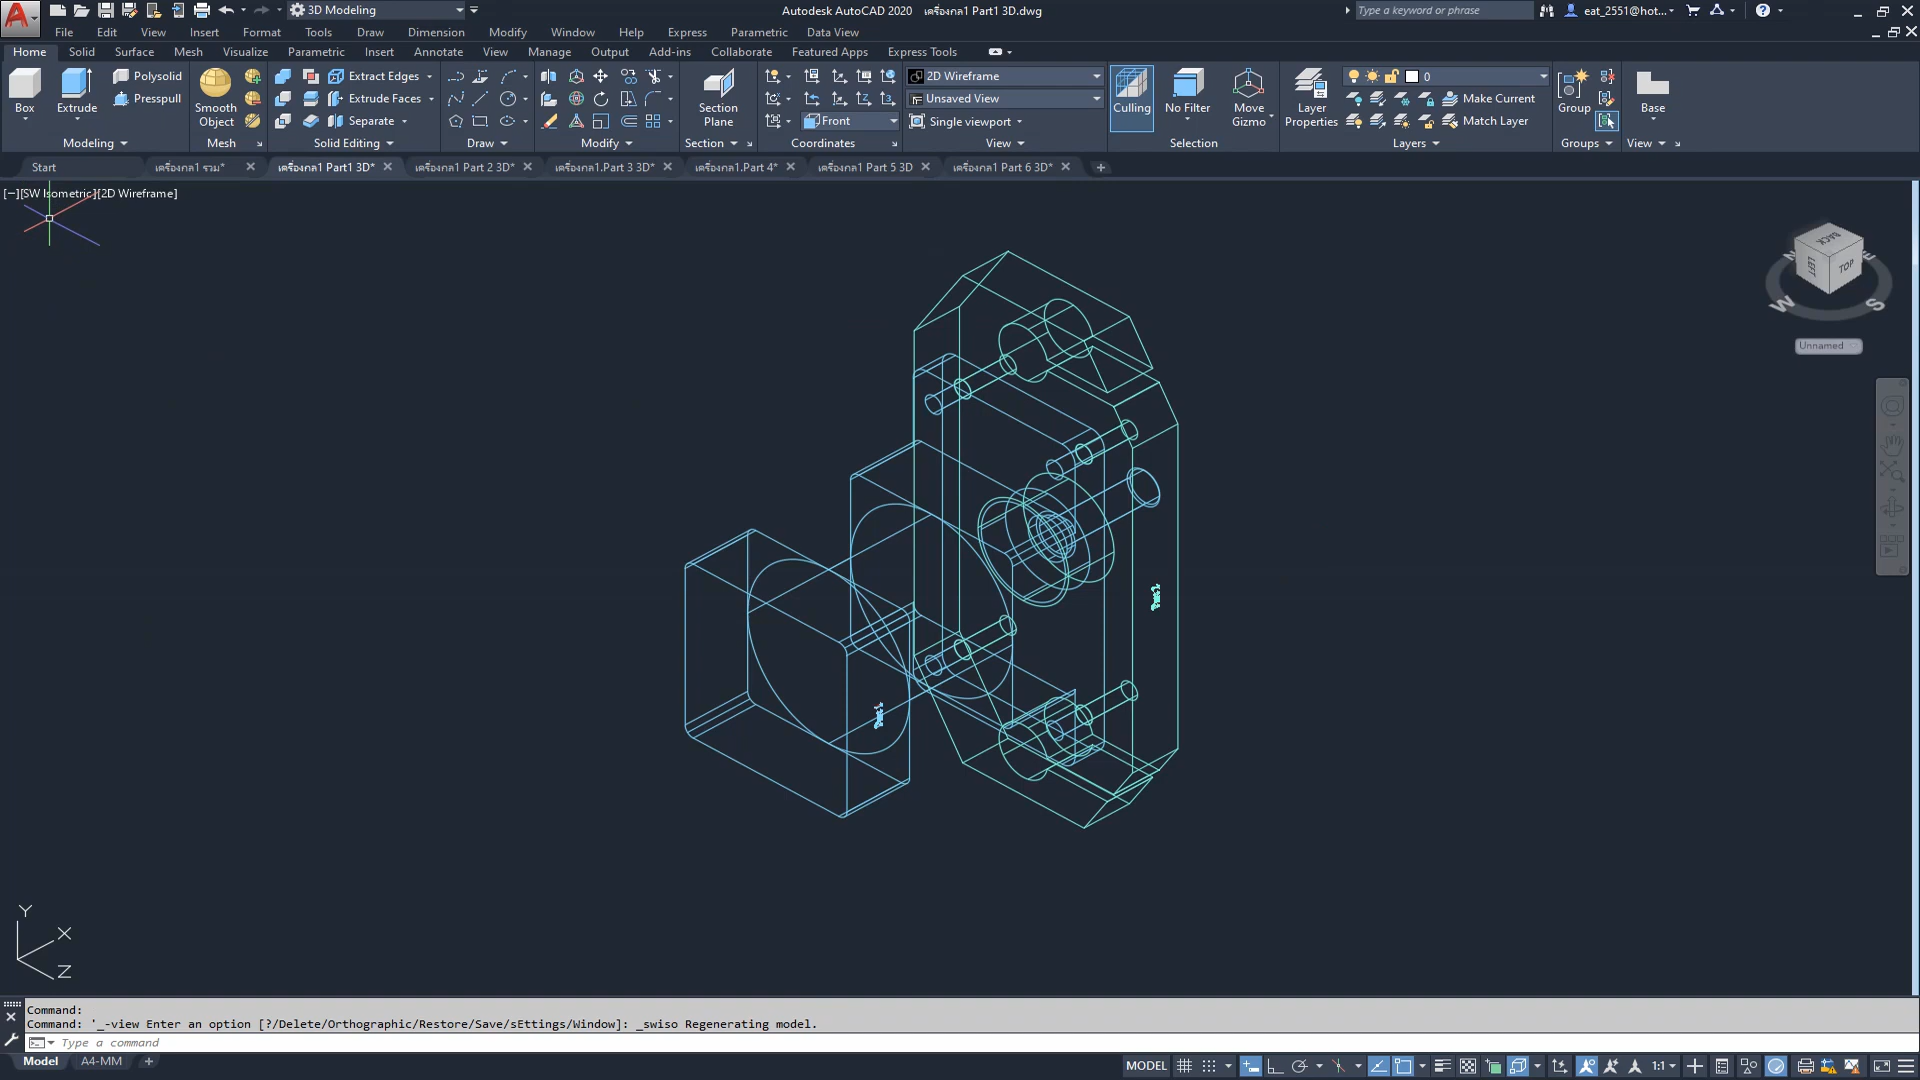 3D Modeling
Autodesk AutoCAD 2020 เครื่องกล1 Part1 3D.dwg
Type a keyword or phrase
eat_2551@hot...
File Edit View Insert Format Tools Draw Dimension Modify Window Help Express Parametric Data View
Home Solid Surface Mesh Visualize Parametric Insert Annotate View Manage Output Add-ins Collaborate Featured Apps Express Tools
Box
Extrude
Polysolid
Presspull
Modeling
Smooth Object
Mesh
Extract Edges
Extrude Faces
Separate
Solid Editing
Draw
Modify
Section Plane
Section
Front
Coordinates
2D Wireframe
Unsaved View
Single viewport
View
Culling
No Filter
Move Gizmo
Selection
Layer Properties
0
Make Current
Match Layer
Layers
Group
Groups
Base
View
Start
เครื่องกล1 รวม*
เครื่องกล1 Part1 3D*
เครื่องกล1 Part 2 3D*
เครื่องกล1.Part 3 3D*
เครื่องกล1.Part 4*
เครื่องกล1 Part 5 3D
เครื่องกล1 Part 6 3D*
[−][SW Isometric][2D Wireframe]
BACK
LEFT
TOP
N
E
W
S
Unnamed
Y
X
Z
Command:
Command: '_-view Enter an option [?/Delete/Orthographic/Restore/Save/sEttings/Window]: _swiso Regenerating model.
Type a command
Model A4-MM
MODEL
1:1